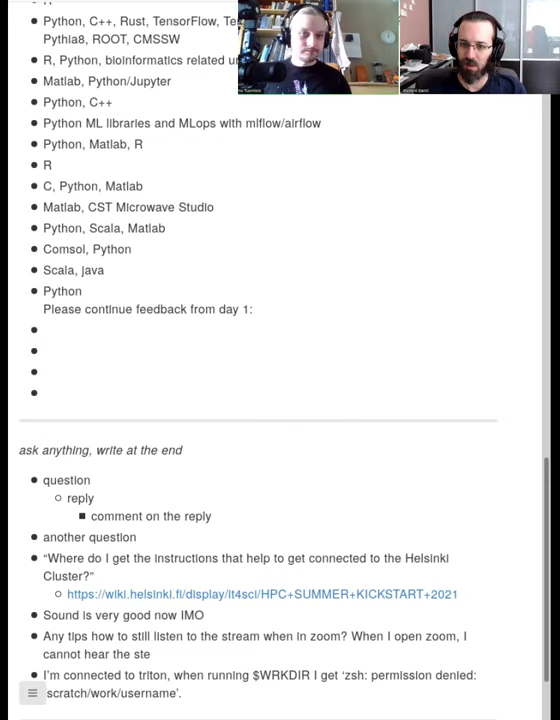 Python, C++, Rust, TensorFlow,
Pythia8, ROOT, CMSSW
R, Python, bioinformatics related
Matlab, Python/Jupyter
Python, C++
Python ML libraries and MLops with mlflow/airflow
Python, Matlab, R
R
C, Python, Matlab
Matlab, CST Microwave Studio
Python, Scala, Matlab
Comsol, Python
Scala, java
Python
Please continue feedback from day 1:
ask anything, write at the end
question
reply
comment on the reply
another question
“Where do I get the instructions that help to get connected to the Helsinki
Cluster?”
https://wiki.helsinki.fi/display/it4sci/HPC+SUMMER+KICKSTART+2021
Sound is very good now IMO
Any tips how to still listen to the stream when in zoom? When I open zoom, I
cannot hear the ste
I’m connected to triton, when running $WRKDIR I get ‘zsh: permission denied:
scratch/work/username’.